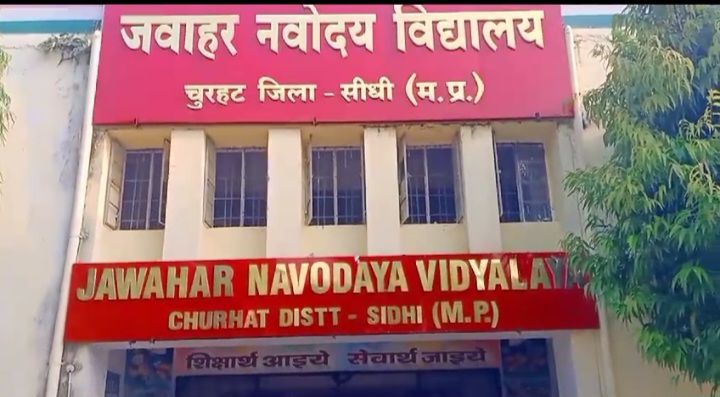 जवाहर नवोदय विद्यालय
चुरहट जिला - सीधी (म. प्र.)
JAWAHAR NAVODAYA VIDYALAYA
CHURHAT DISTT - SIDHI (M.P.)
शिक्षार्थ आइये सेवार्थ जाइये